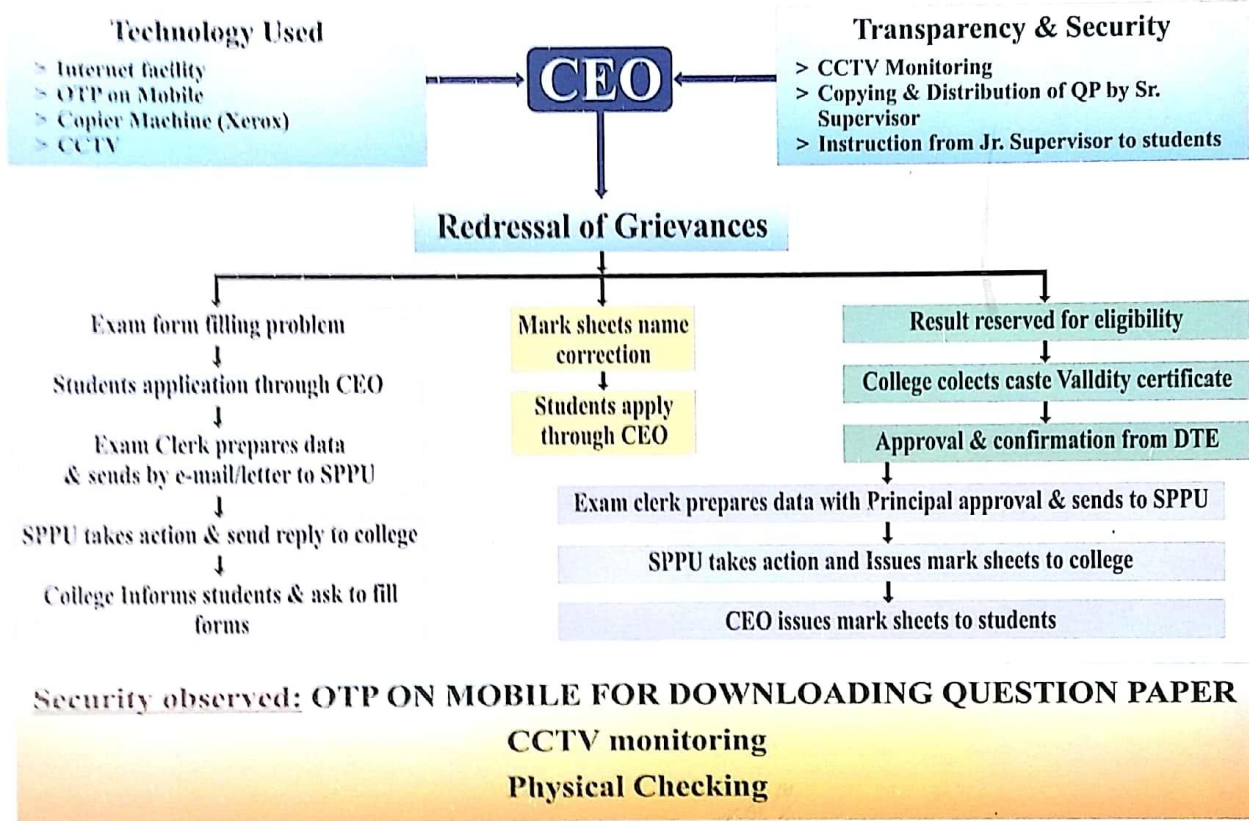 Technology Used
> Internet facility
> OTP on Mobile
> Copier Machine (Xerox)
> CCTV
CEO
Transparency & Security
> CCTV Monitoring
> Copying & Distribution of QP by Sr.
Supervisor
> Instruction from Jr. Supervisor to students
Redressal of Grievances
Exam form filling problem
Students application through CEO
Exam Clerk prepares data
& sends by e-mail/letter to SPPU
SPPU takes action & send reply to college
College Informs students & ask to fill
forms
Mark sheets name
correction
Students apply
through CEO
Result reserved for eligibility
College colects caste Valldity certificate
Approval & confirmation from DTE
Exam clerk prepares data with Principal approval & sends to SPPU
SPPU takes action and Issues mark sheets to college
CEO issues mark sheets to students
Security observed: OTP ON MOBILE FOR DOWNLOADING QUESTION PAPER
CCTV monitoring
Physical Checking